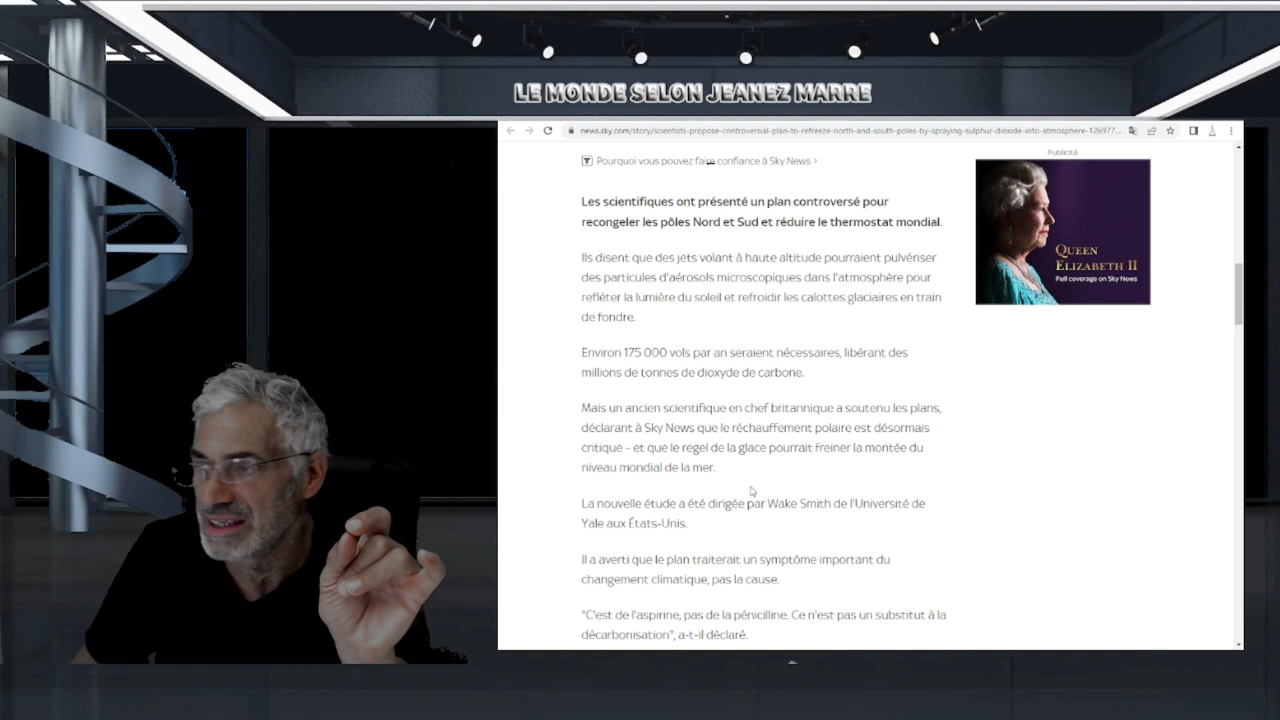 LE MONDE SELON JEANEZ MARRE
news.sky.com/story/scientists-propose-controversial-plan-to-refreeze-north-and-south-poles-by-spraying-sulphur-dioxide-into-atmosphere-126977...
Pourquoi vous pouvez faire confiance à Sky News >
Publicité
Les scientifiques ont présenté un plan controversé pour
recongeler les pôles Nord et Sud et réduire le thermostat mondial.
Ils disent que des jets volant à haute altitude pourraient pulvériser
des particules d'aérosols microscopiques dans l'atmosphère pour
refléter la lumière du soleil et refroidir les calottes glaciaires en train
de fondre.
Environ 175 000 vols par an seraient nécessaires, libérant des
millions de tonnes de dioxyde de carbone.
Mais un ancien scientifique en chef britannique a soutenu les plans,
déclarant à Sky News que le réchauffement polaire est désormais
critique - et que le regel de la glace pourrait freiner la montée du
niveau mondial de la mer.
La nouvelle étude a été dirigée par Wake Smith de l'Université de
Yale aux États-Unis.
Il a averti que le plan traiterait un symptôme important du
changement climatique, pas la cause.
"C'est de l'aspirine, pas de la pénicilline. Ce n'est pas un substitut à la
décarbonisation", a-t-il déclaré.
QUEEN
ELIZABETH II
Full coverage on Sky News